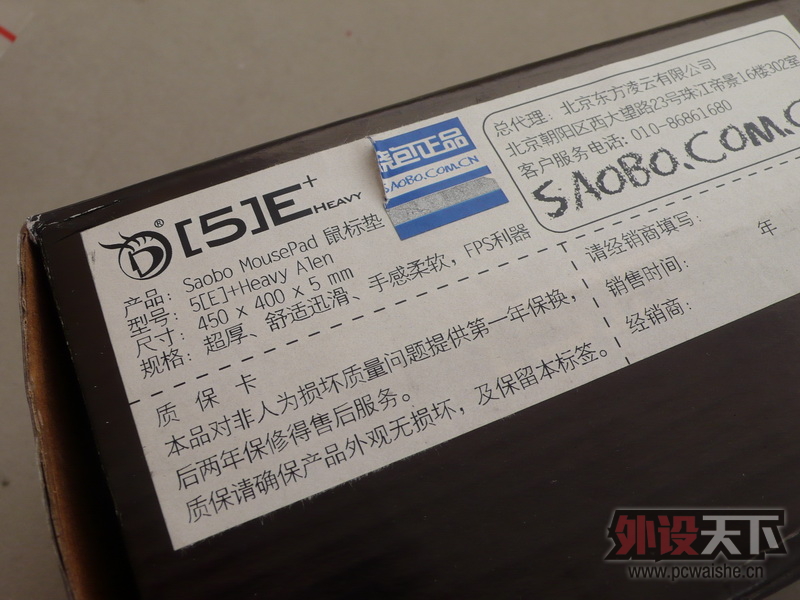 总代理：北京东方凌云有限公司
北京朝阳区西大望路23号珠江帝景16楼302室
客户服务电话：010-86861680
SAOBO.COM.C
烧包正品
SAOBO.COM.CN
D® [5]E+ HEAVY
产品：Saobo MousePad 鼠标垫
型号：5[E]+Heavy Alen
尺寸：450 x 400 x 5 mm
规格：超厚、舒适迅滑、手感柔软，FPS利器
请经销商填写：
销售时间： 年
经销商：
质 保 卡
本品对非人为损坏质量问题提供第一年保换，
后两年保修得售后服务。
质保请确保产品外观无损坏，及保留本标签。
外设天下
www.pcwaishe.cn